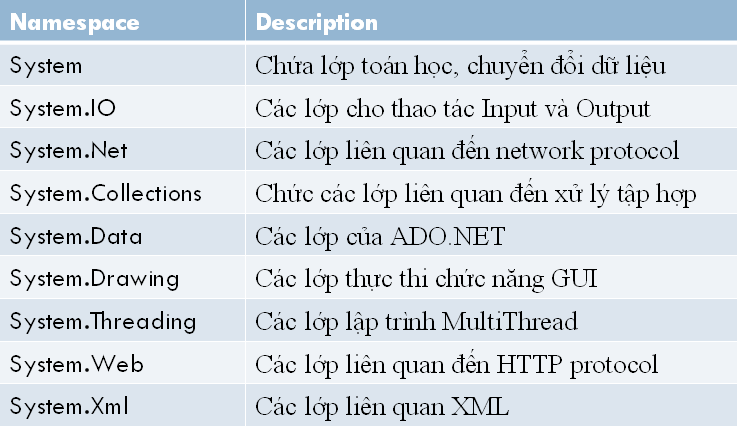 Namespace Description
System Chứa lớp toán học, chuyển đổi dữ liệu
System.IO Các lớp cho thao tác Input và Output
System.Net Các lớp liên quan đến network protocol
System.Collections Chức các lớp liên quan đến xử lý tập hợp
System.Data Các lớp của ADO.NET
System.Drawing Các lớp thực thi chức năng GUI
System.Threading Các lớp lập trình MultiThread
System.Web Các lớp liên quan đến HTTP protocol
System.Xml Các lớp liên quan XML